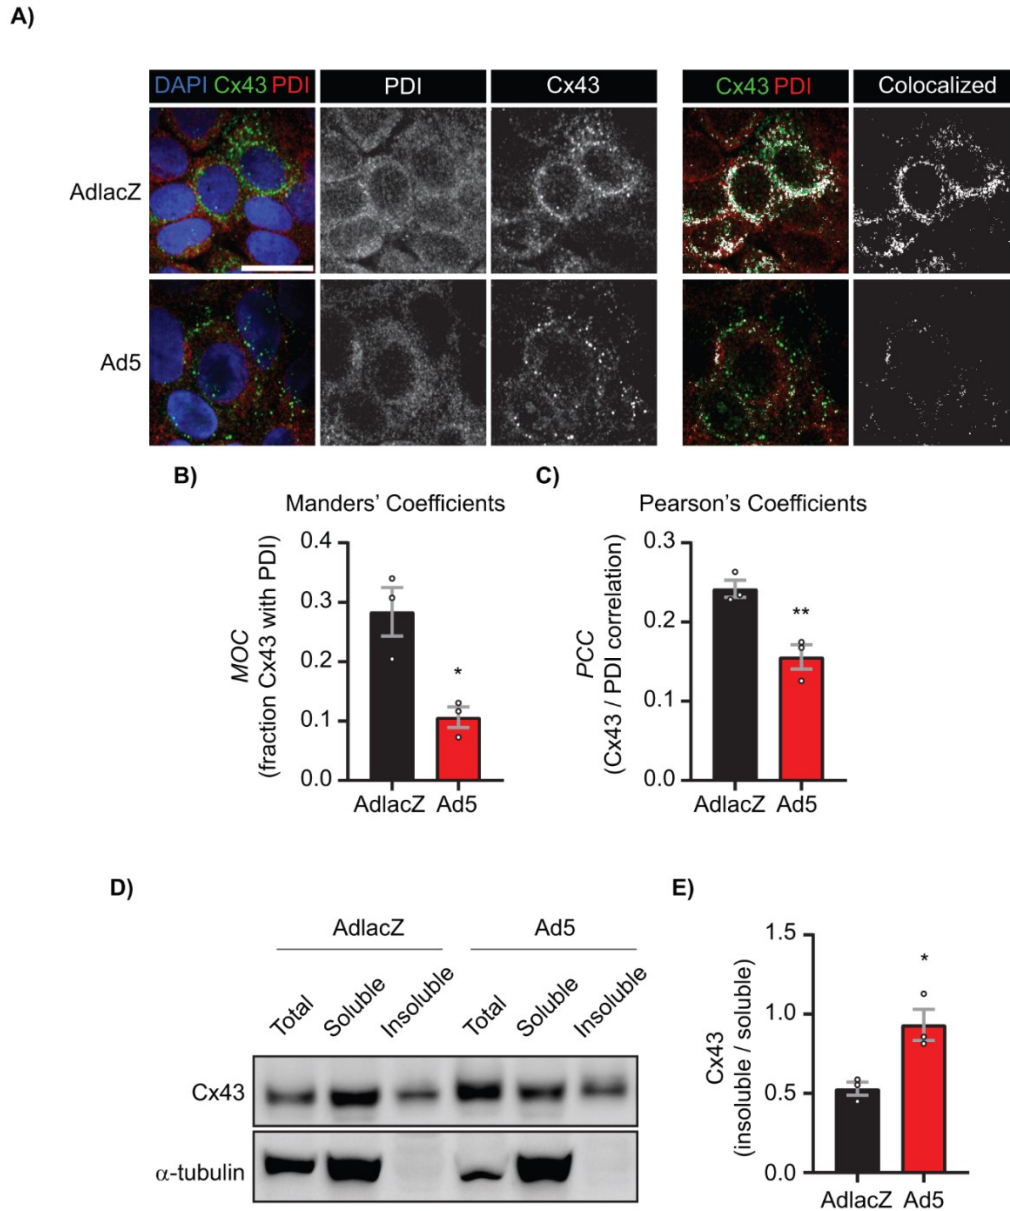 A)
DAPI Cx43 PDI
PDI
Cx43
Cx43 PDI
Colocalized
AdlacZ
Ad5
B)
Manders' Coefficients
MOC
(fraction Cx43 with PDI)
0.4
0.3
0.2
0.1
0.0
*
AdlacZ Ad5
C)
Pearson's Coefficients
PCC
(Cx43 / PDI correlation)
0.3
0.2
0.1
0.0
**
AdlacZ Ad5
D)
AdlacZ
Ad5
Total
Soluble
Insoluble
Total
Soluble
Insoluble
Cx43
α-tubulin
E)
Cx43
(insoluble / soluble)
1.5
1.0
0.5
0.0
*
AdlacZ Ad5